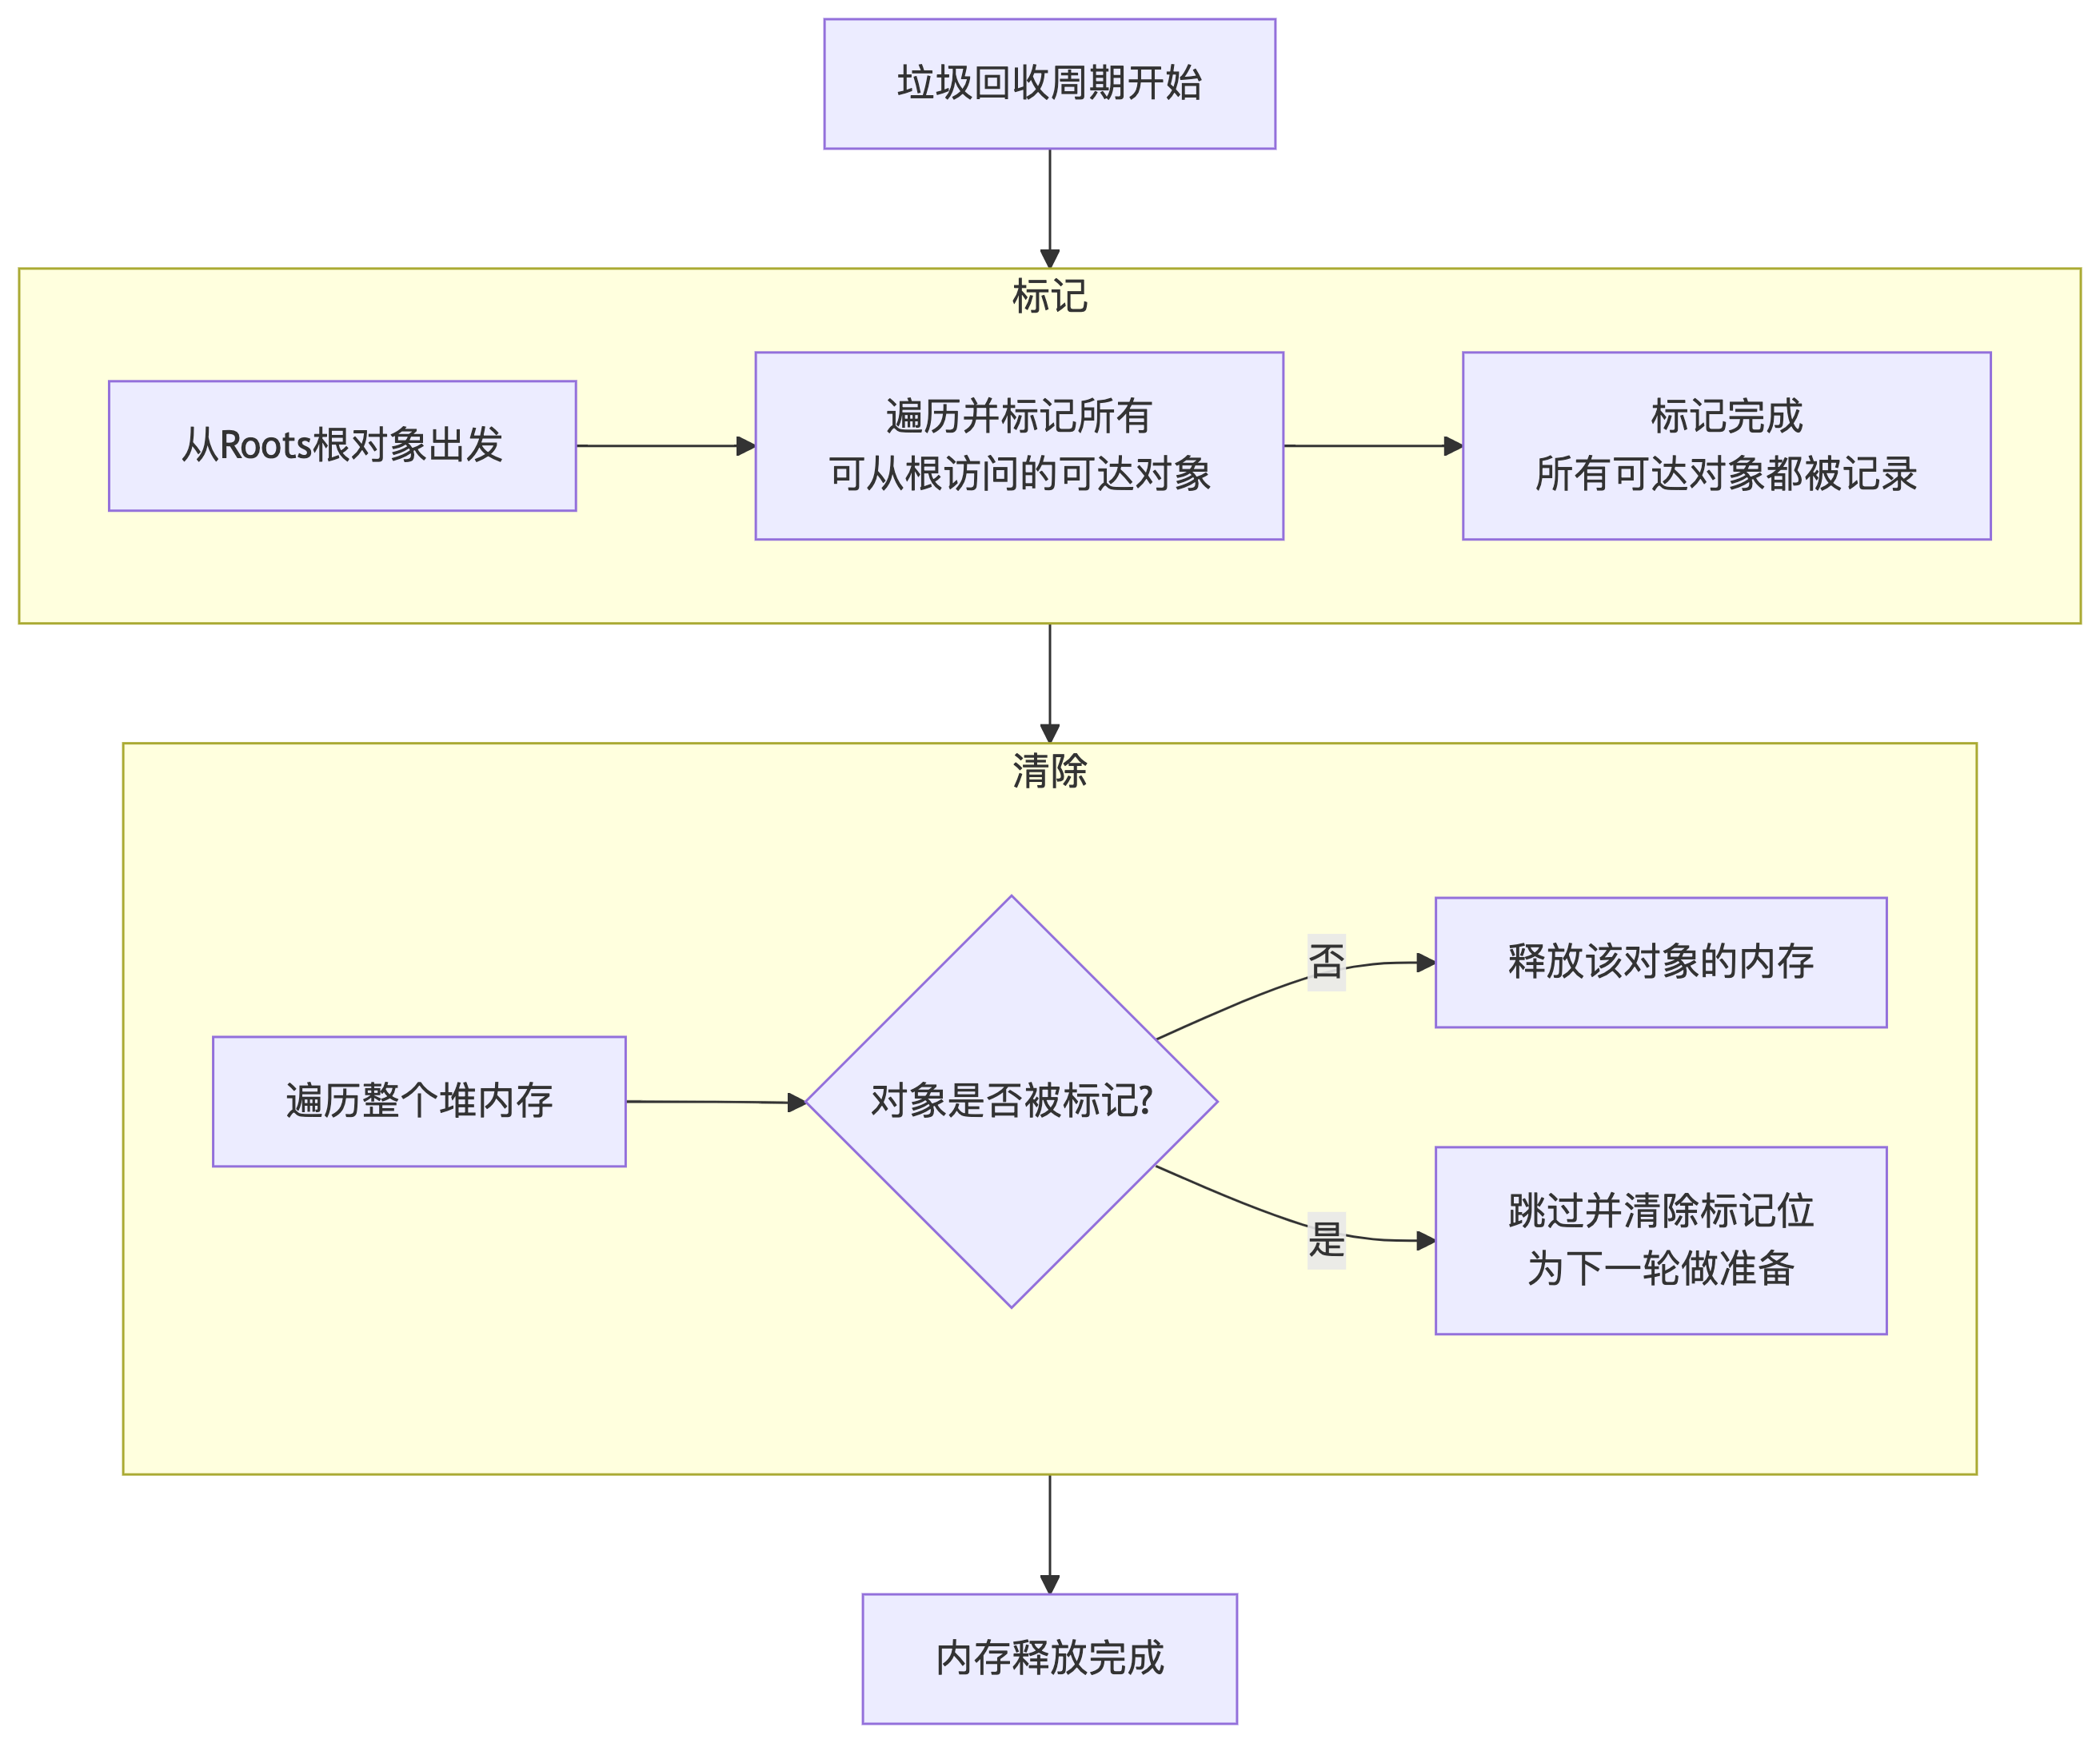 垃圾回收周期开始
标记
从Roots根对象出发
遍历并标记所有
可从根访问的可达对象
标记完成
所有可达对象都被记录
清除
遍历整个堆内存
对象是否被标记?
否
释放该对象的内存
是
跳过并清除标记位
为下一轮做准备
内存释放完成